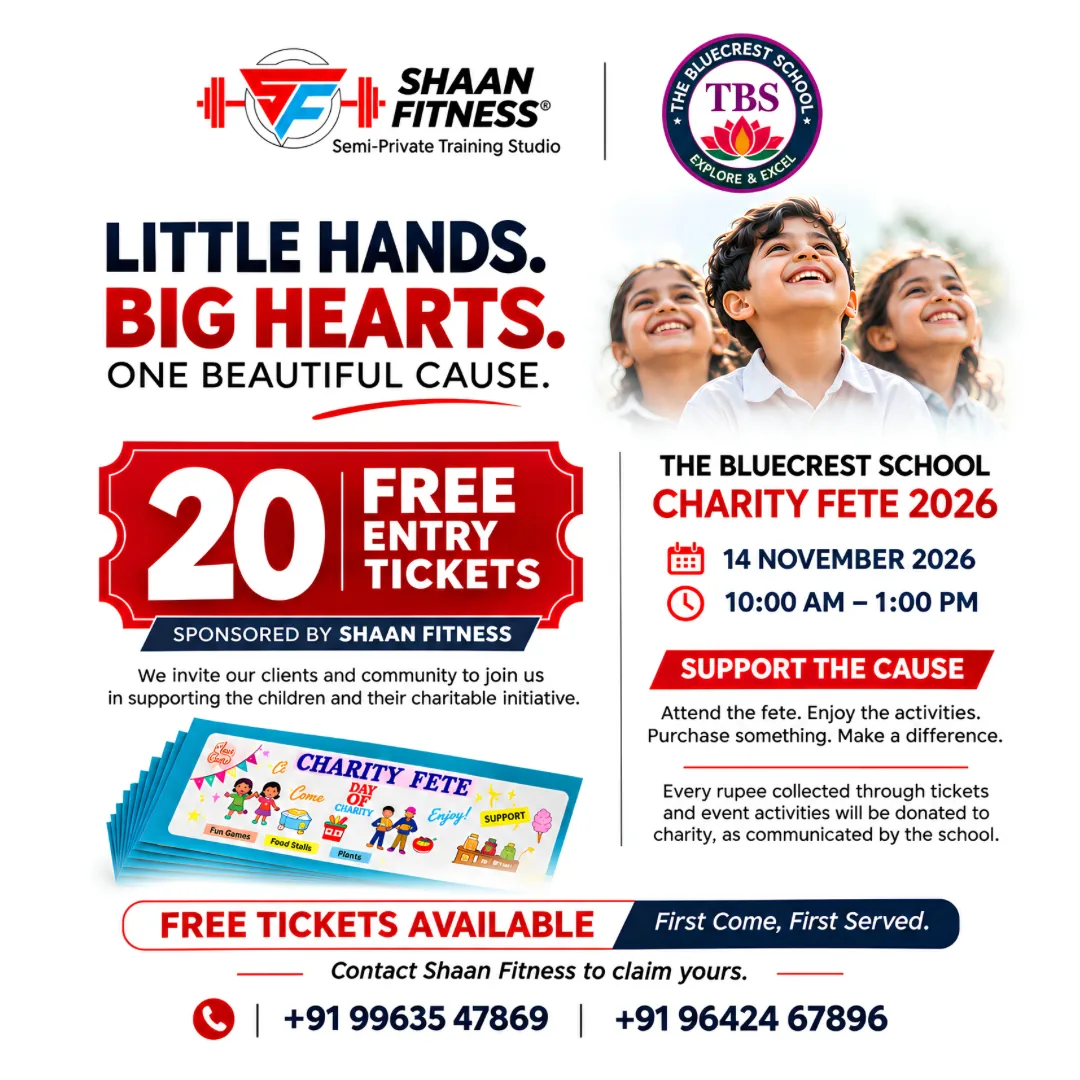 SF
SHAAN
FITNESS®
Semi-Private Training Studio
THE BLUECREST SCHOOL
TBS
EXPLORE & EXCEL
LITTLE HANDS.
BIG HEARTS.
ONE BEAUTIFUL CAUSE.
20
FREE
ENTRY
TICKETS
SPONSORED BY SHAAN FITNESS
We invite our clients and community to join us
in supporting the children and their charitable initiative.
CHARITY FETE
Come
DAY
OF
CHARITY
Enjoy!
SUPPORT
Fun Games
Food Stalls
Plants
THE BLUECREST SCHOOL
CHARITY FETE 2026
14 NOVEMBER 2026
10:00 AM – 1:00 PM
SUPPORT THE CAUSE
Attend the fete. Enjoy the activities.
Purchase something. Make a difference.
Every rupee collected through tickets
and event activities will be donated to
charity, as communicated by the school.
FREE TICKETS AVAILABLE
First Come, First Served.
Contact Shaan Fitness to claim yours.
+91 99635 47869
+91 96424 67896